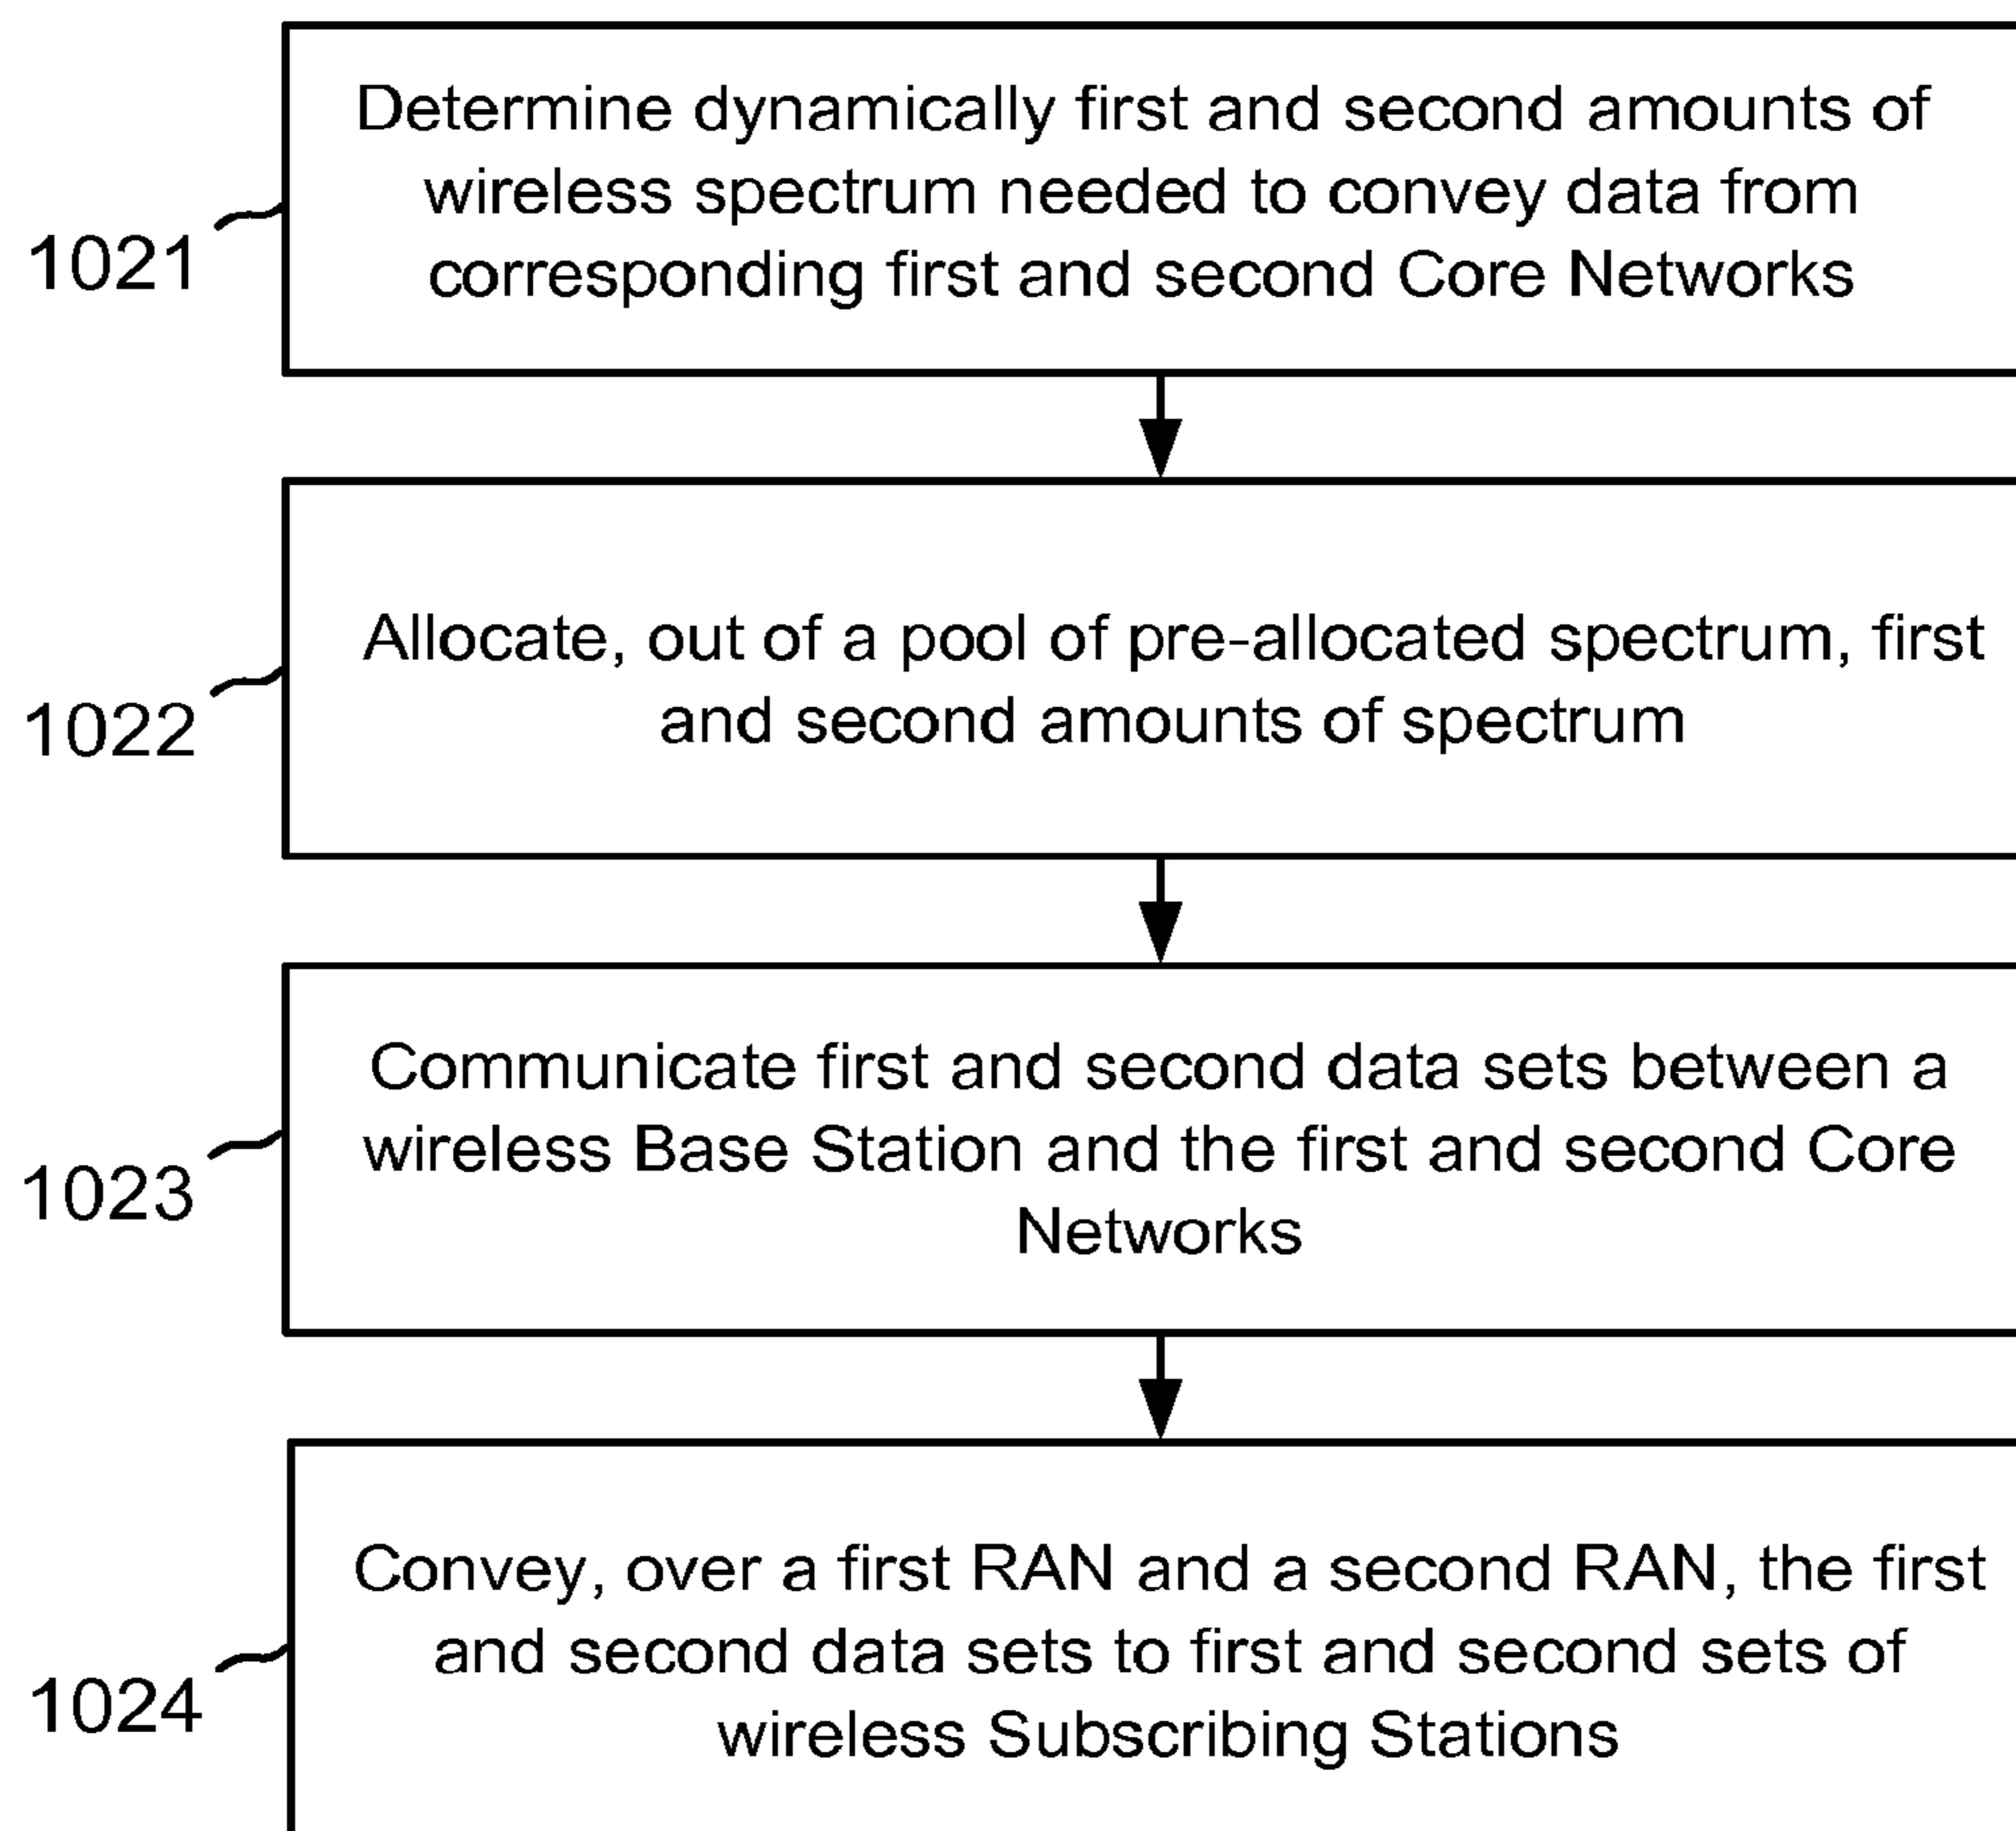 Determine dynamically first and second amounts of
wireless spectrum needed to convey data from
corresponding first and second Core Networks
1021
Allocate, out of a pool of pre-allocated spectrum, first
and second amounts of spectrum
1022
Communicate first and second data sets between a
wireless Base Station and the first and second Core
Networks
1023
Convey, over a first RAN and a second RAN, the first
and second data sets to first and second sets of
wireless Subscribing Stations
1024